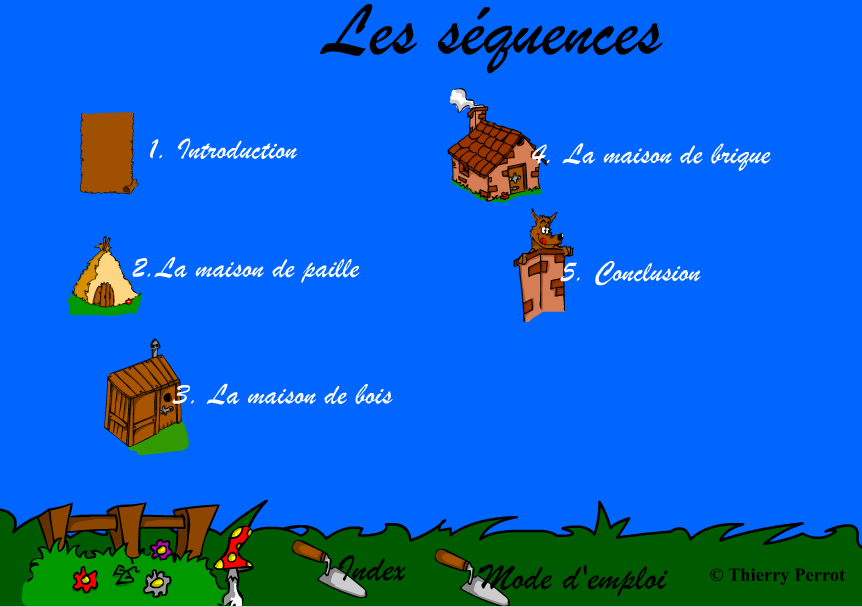 Les séquences
1. Introduction
2.La maison de paille
3. La maison de bois
4. La maison de brique
5. Conclusion
Index
Mode d'emploi
© Thierry Perrot